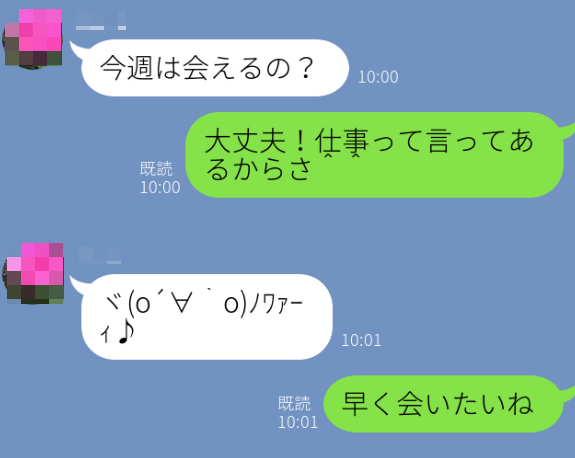 今週は会えるの？
10:00
大丈夫！仕事って言ってあ
るからさ
既読
10:00
ヾ(o´∀｀o)ﾉﾜｧｰ
ｨ♪
10:01
早く会いたいね
既読
10:01